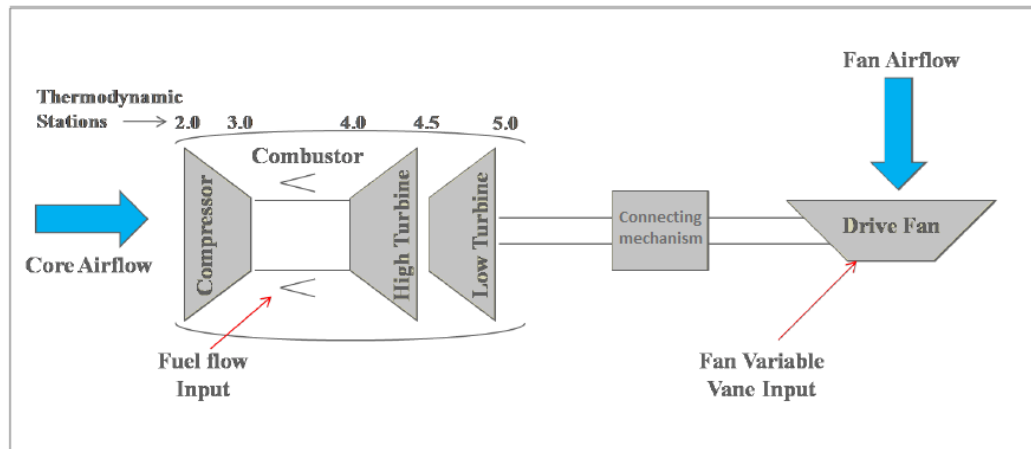 Fan Airflow
Thermodynamic
Stations
2.0 3.0 4.0 4.5 5.0
Combustor
Compressor
High Turbine
Low Turbine
Connecting
mechanism
Drive Fan
Core Airflow
Fuel flow
Input
Fan Variable
Vane Input